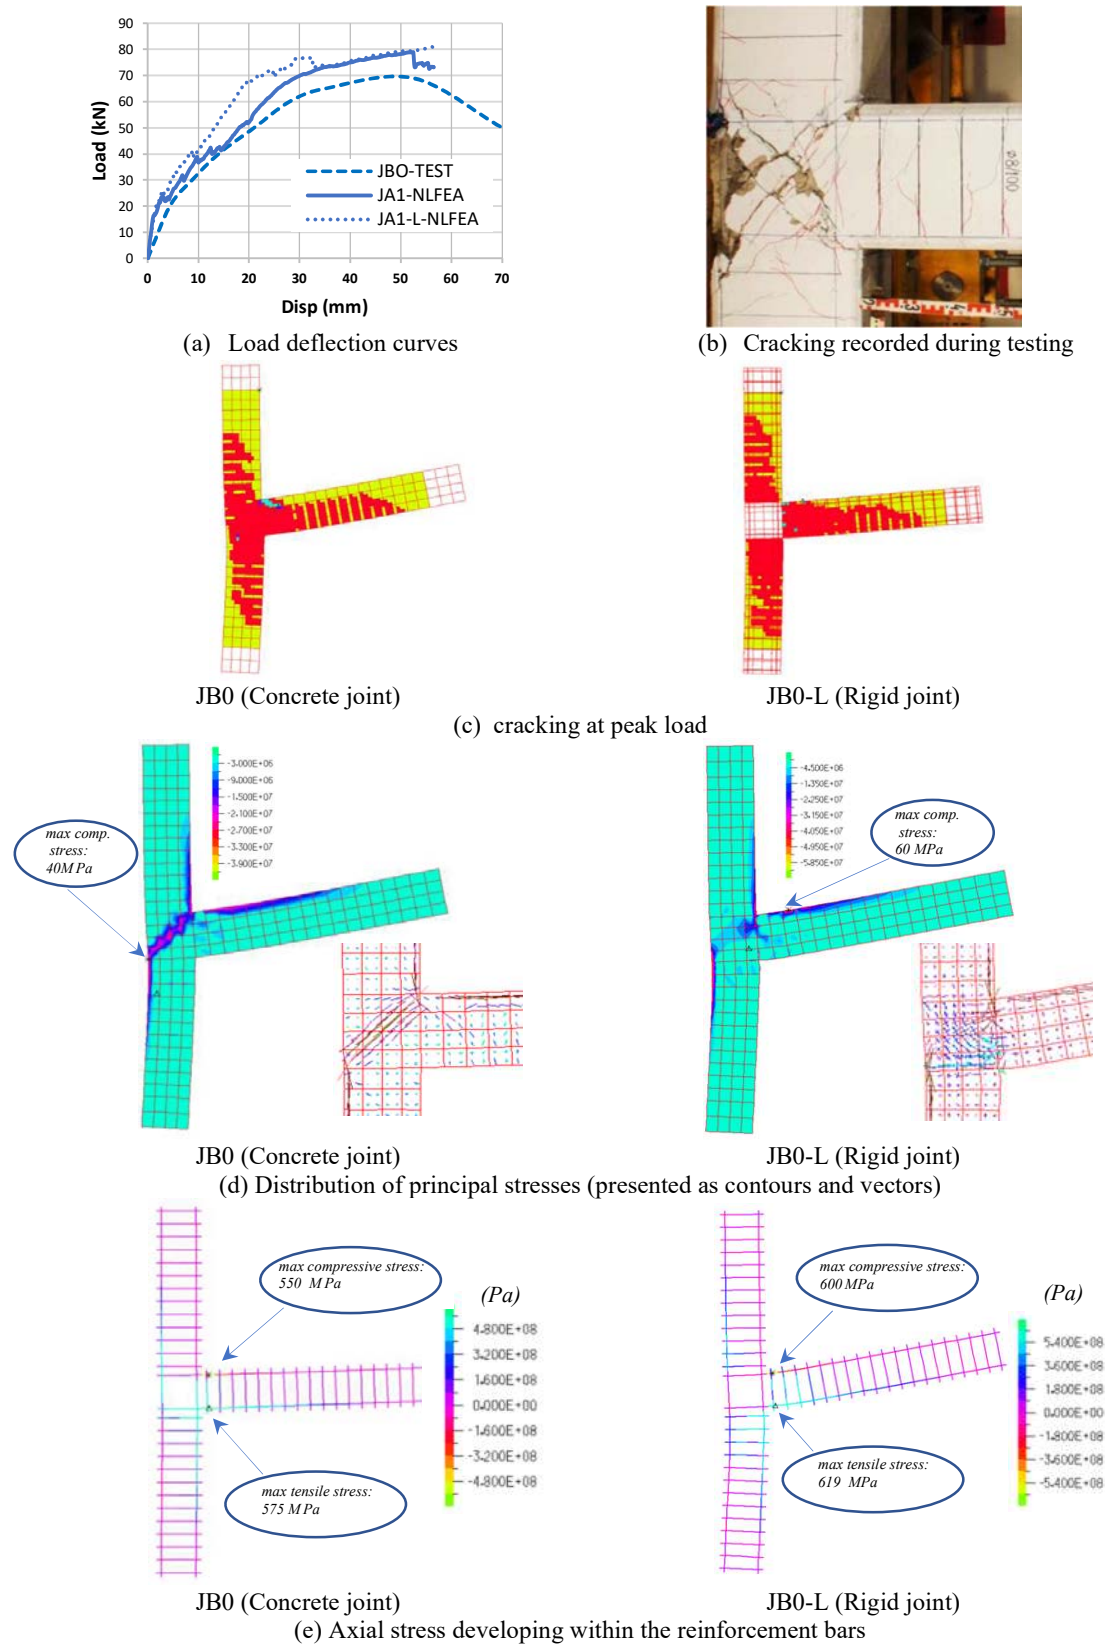 90
80
70
60
50
40
30
20
10
0
Load (kN)
JBO-TEST
JA1-NLFEA
JA1-L-NLFEA
0 10 20 30 40 50 60 70
Disp (mm)
ø8/100
(a) Load deflection curves
(b) Cracking recorded during testing
JB0 (Concrete joint)
JB0-L (Rigid joint)
(c) cracking at peak load
max comp.
stress:
40M Pa
-3.000E+06
-9.000E+06
-1.500E+07
-2.100E+07
-2.700E+07
-3.300E+07
-3.900E+07
-4.500E+06
-1.350E+07
-2.250E+07
-3.150E+07
-4.050E+07
-4.950E+07
-5.850E+07
max comp.
stress:
60 MPa
JB0 (Concrete joint)
JB0-L (Rigid joint)
(d) Distribution of principal stresses (presented as contours and vectors)
max compressive stress:
550 M Pa
(Pa)
4.800E+08
3.200E+08
1.600E+08
0.000E+00
-1.600E+08
-3.200E+08
-4.800E+08
max tensile stress:
575 M Pa
max compressive stress:
600 MPa
(Pa)
5.400E+08
3.600E+08
1.800E+08
0.000E+00
-1.800E+08
-3.600E+08
-5.400E+08
max tensile stress:
619 MPa
JB0 (Concrete joint)
JB0-L (Rigid joint)
(e) Axial stress developing within the reinforcement bars